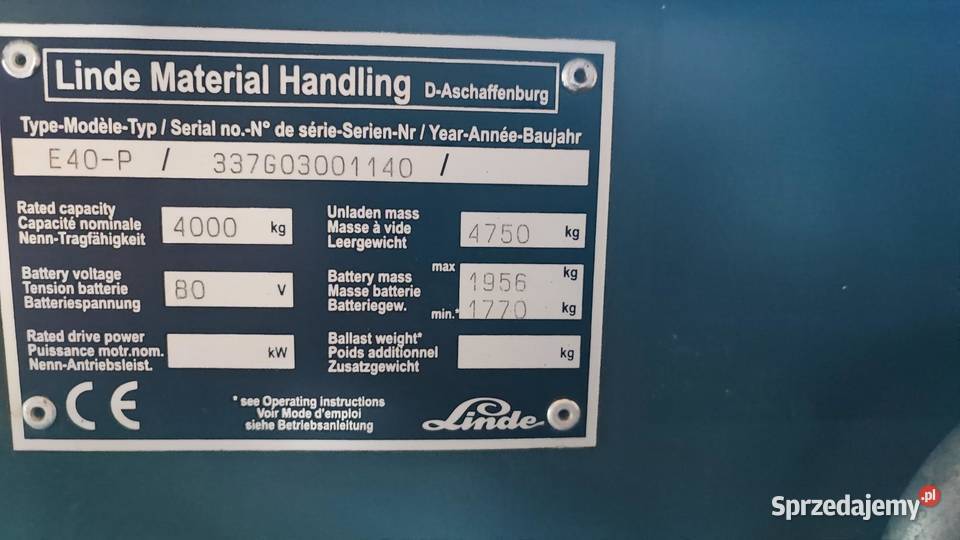 Linde Material Handling D-Aschaffenburg
Type-Modèle-Typ / Serial no.-N° de série-Serien-Nr / Year-Année-Baujahr
E40-P / 337G03001140 /
Rated capacity
Capacité nominale
Nenn-Tragfähigkeit
4000 kg
Unladen mass
Masse à vide
Leergewicht
4750 kg
Battery voltage
Tension batterie
Batteriespannung
80 V
Battery mass
Masse batterie
Batteriegew.
max 1956 kg
min.* 1770 kg
Rated drive power
Puissance motr.nom.
Nenn-Antriebsleist.
kW
Ballast weight*
Poids additionnel
Zusatzgewicht
kg
CE
* see Operating instructions
Voir Mode d'emploi
siehe Betriebsanleitung
Linde
Sprzedajemy.pl